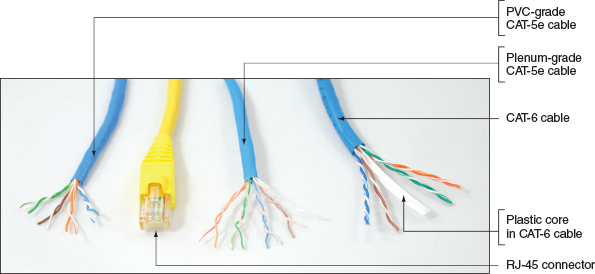 PVC-grade
CAT-5e cable
Plenum-grade
CAT-5e cable
CAT-6 cable
Plastic core
in CAT-6 cable
RJ-45 connector